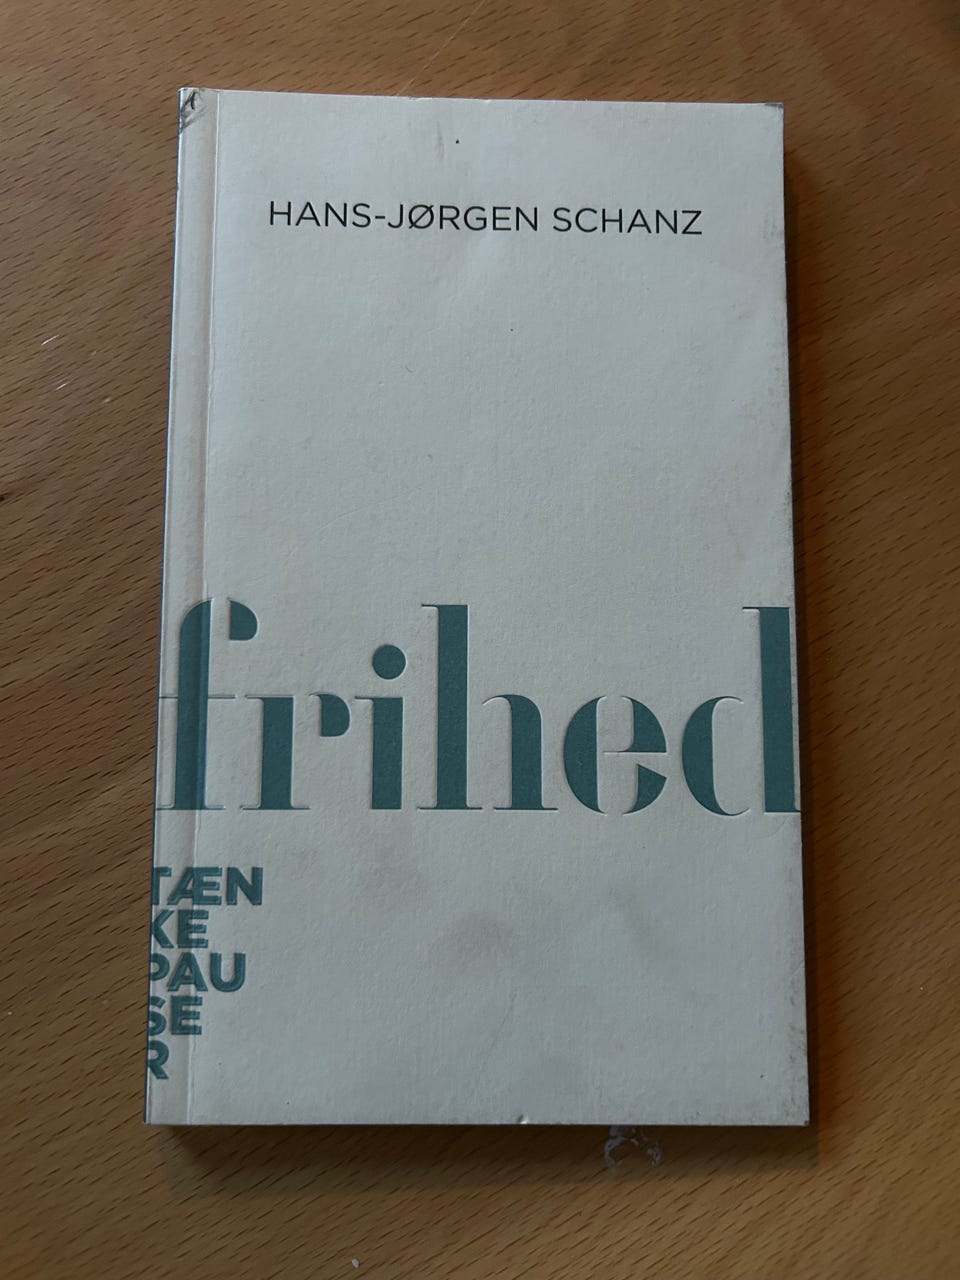 HANS-JØRGEN SCHANZ
frihed
TÆN
KE
PAU
SE
R